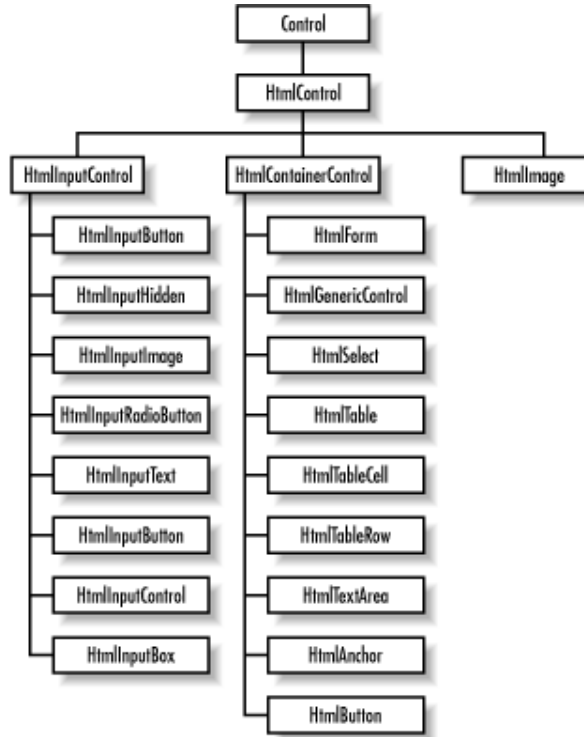 Control
HtmlControl
HtmlInputControl
HtmlContainerControl
HtmlImage
HtmlInputButton
HtmlInputHidden
HtmlInputImage
HtmlInputRadioButton
HtmlInputText
HtmlInputButton
HtmlInputControl
HtmlInputBox
HtmlForm
HtmlGenericControl
HtmlSelect
HtmlTable
HtmlTableCell
HtmlTableRow
HtmlTextArea
HtmlAnchor
HtmlButton